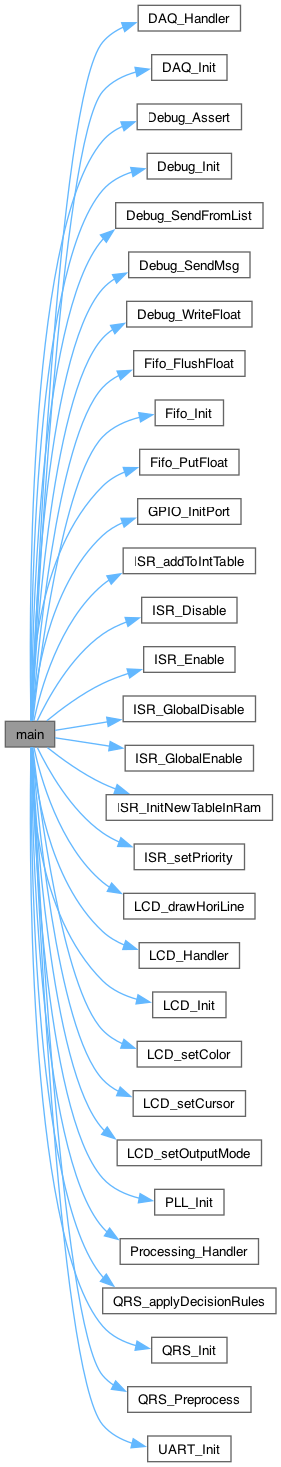 DAQ_Handler
DAQ_Init
Debug_Assert
Debug_Init
Debug_SendFromList
Debug_SendMsg
Debug_WriteFloat
Fifo_FlushFloat
Fifo_Init
Fifo_PutFloat
GPIO_InitPort
ISR_addToIntTable
ISR_Disable
ISR_Enable
ISR_GlobalDisable
main
ISR_GlobalEnable
ISR_InitNewTableInRam
ISR_setPriority
LCD_drawHoriLine
LCD_Handler
LCD_Init
LCD_setColor
LCD_setCursor
LCD_setOutputMode
PLL_Init
Processing_Handler
QRS_applyDecisionRules
QRS_Init
QRS_Preprocess
UART_Init